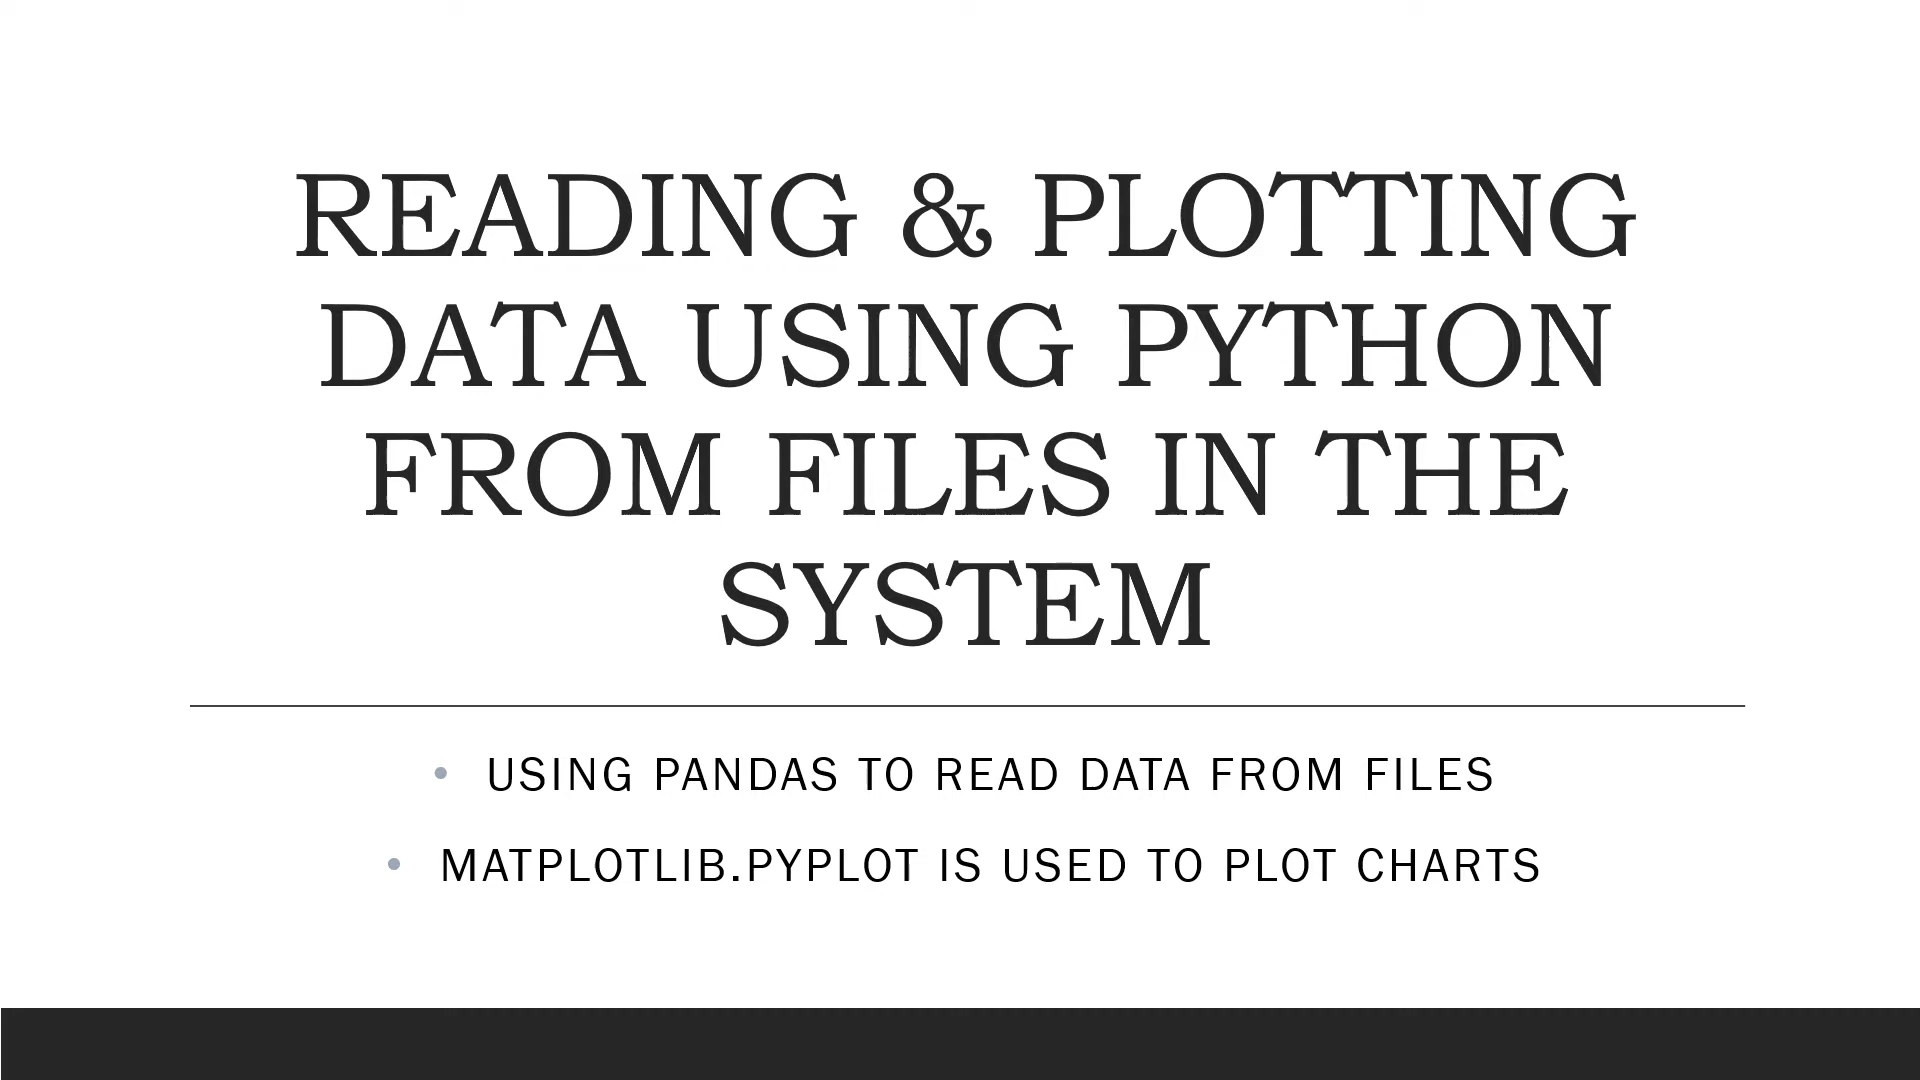 READING & PLOTTING
DATA USING PYTHON
FROM FILES IN THE
SYSTEM
• USING PANDAS TO READ DATA FROM FILES
• MATPLOTLIB.PYPLOT IS USED TO PLOT CHARTS